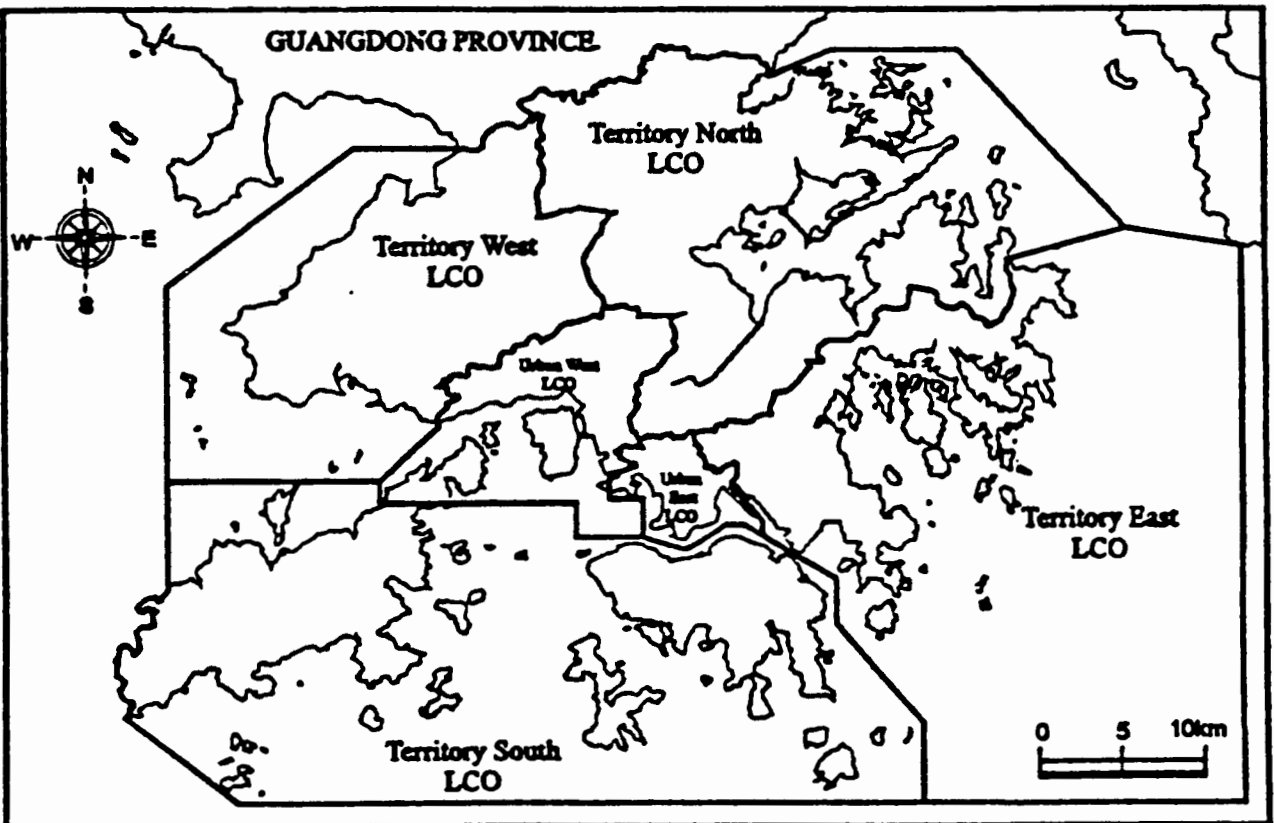 GUANGDONG PROVINCE
Territory North
LCO
N
W
E
S
Territory West
LCO
Urban West
LCO
Urban
East
LCO
Territory East
LCO
0 5 10km
Territory South
LCO